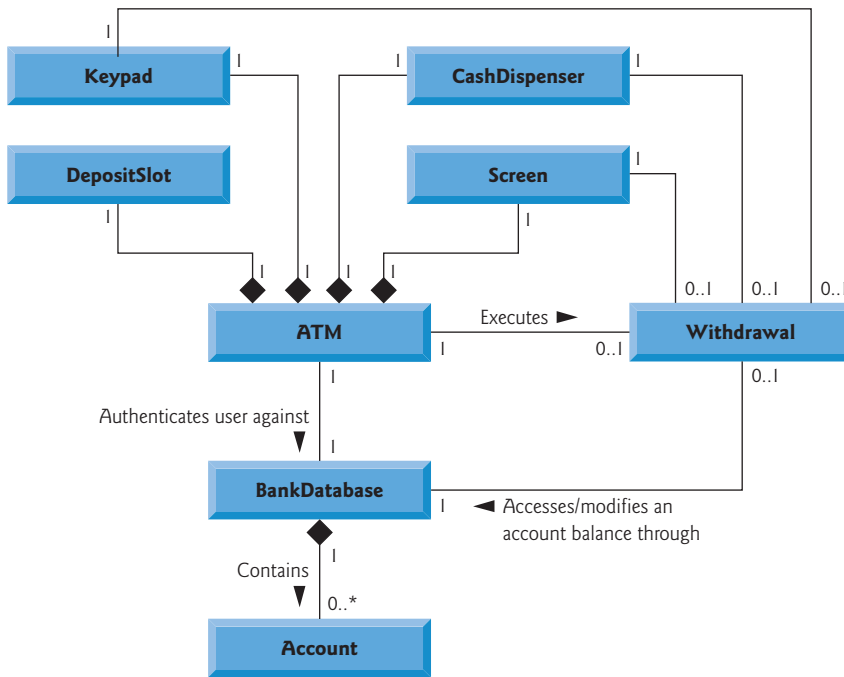 1
Keypad
1
1
CashDispenser
1
DepositSlot
1
Screen
1
1
1
1
1
1
0..1
0..1
0..1
ATM
Executes
1
0..1
Withdrawal
1
0..1
Authenticates user against
1
BankDatabase
1
Accesses/modifies an
account balance through
1
Contains
0..*
Account